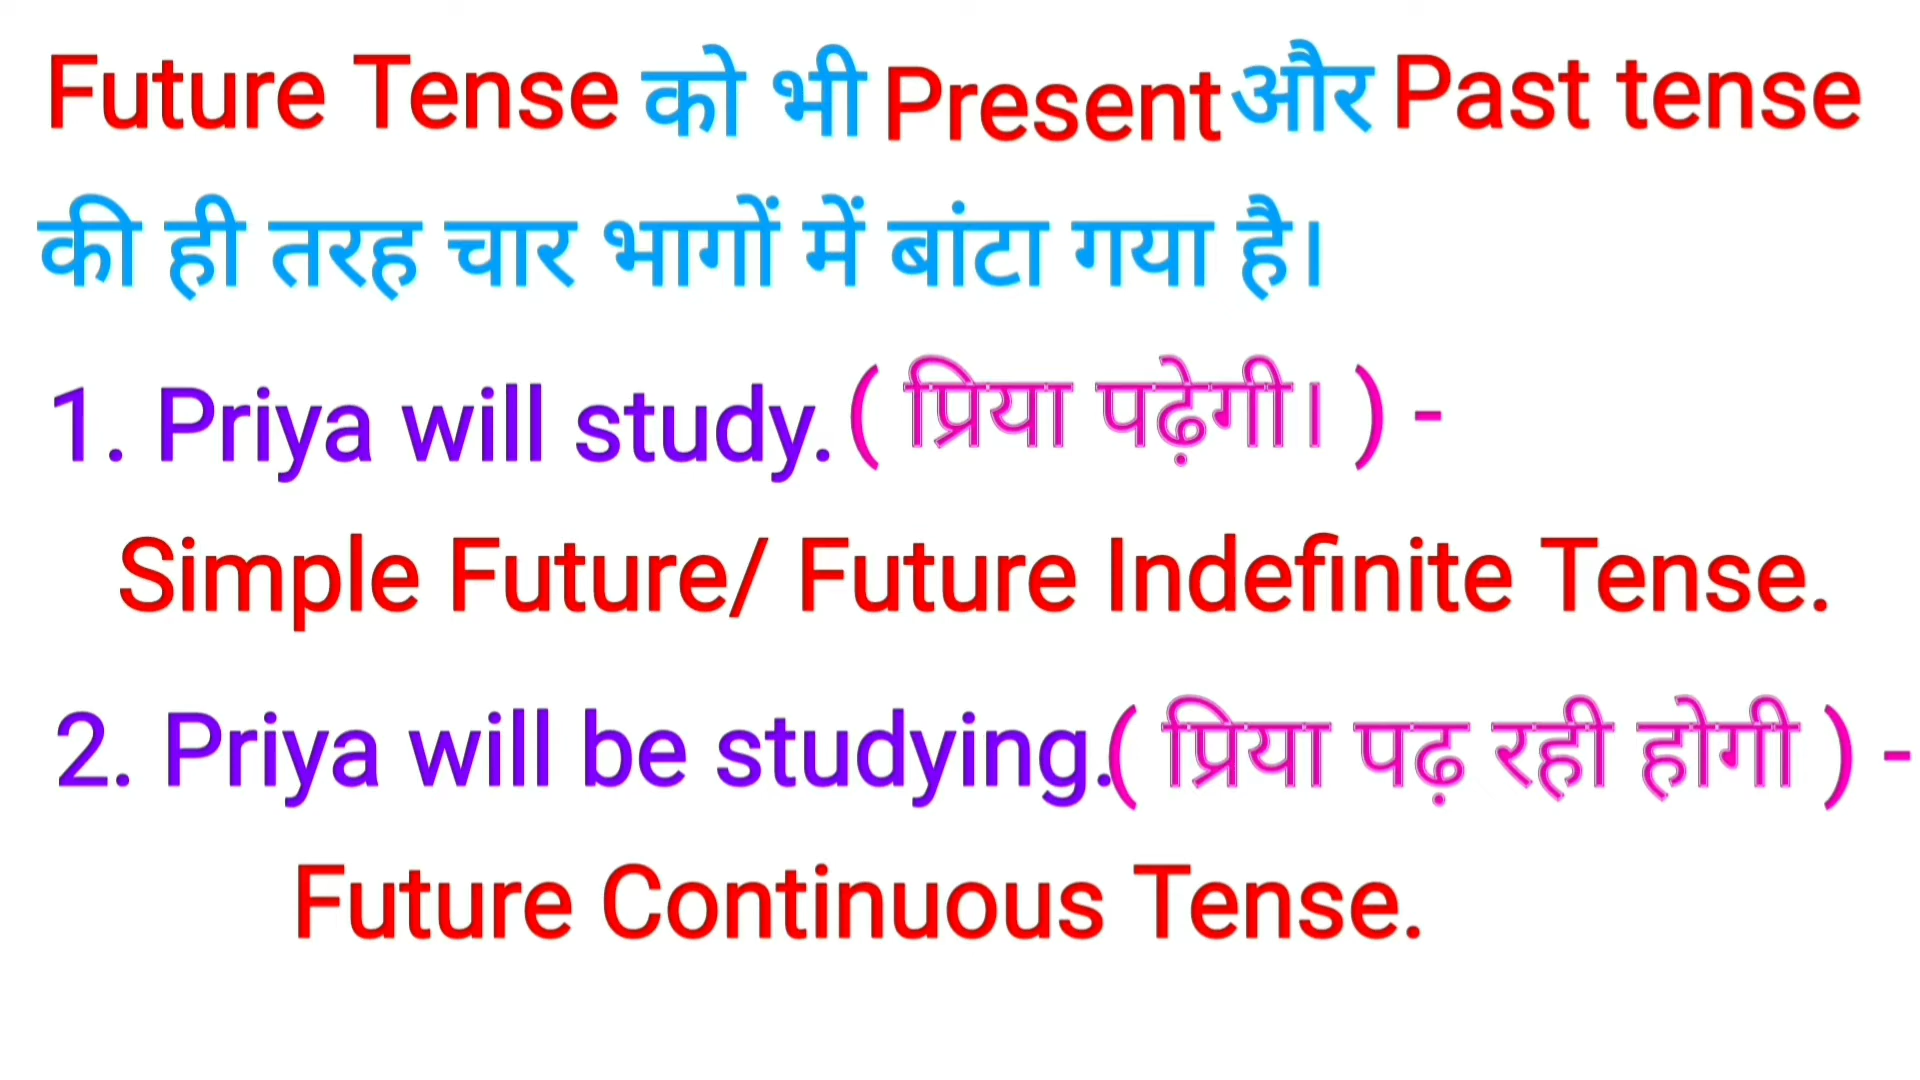 Future Tense को भी Present और Past tense
की ही तरह चार भागों में बांटा गया है।
1. Priya will study. ( प्रिया पढ़ेगी। ) -
Simple Future/ Future Indefinite Tense.
2. Priya will be studying.( प्रिया पढ़ रही होगी ) -
Future Continuous Tense.